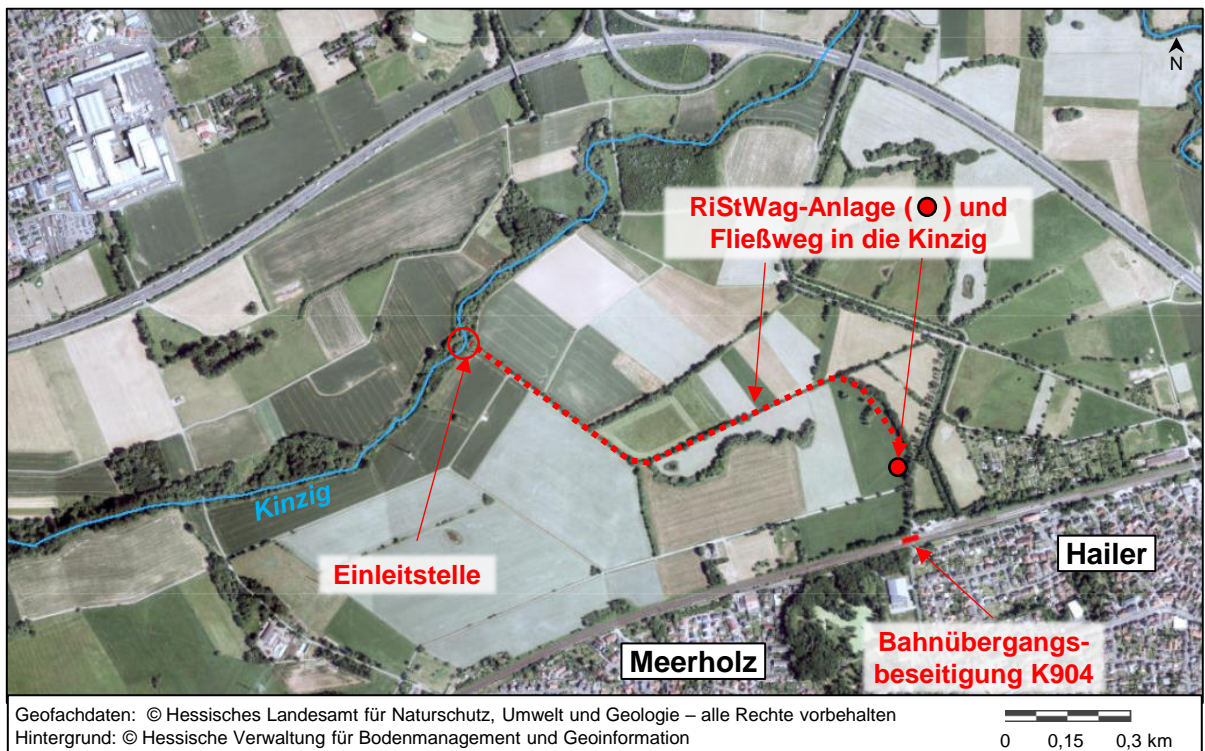 N
RiStWag-Anlage ( ) und
Fließweg in die Kinzig
Kinzig
Einleitstelle
Hailer
Bahnübergangs-
beseitigung K904
Meerholz
Geofachdaten: © Hessisches Landesamt für Naturschutz, Umwelt und Geologie – alle Rechte vorbehalten
Hintergrund: © Hessische Verwaltung für Bodenmanagement und Geoinformation
0 0,15 0,3 km